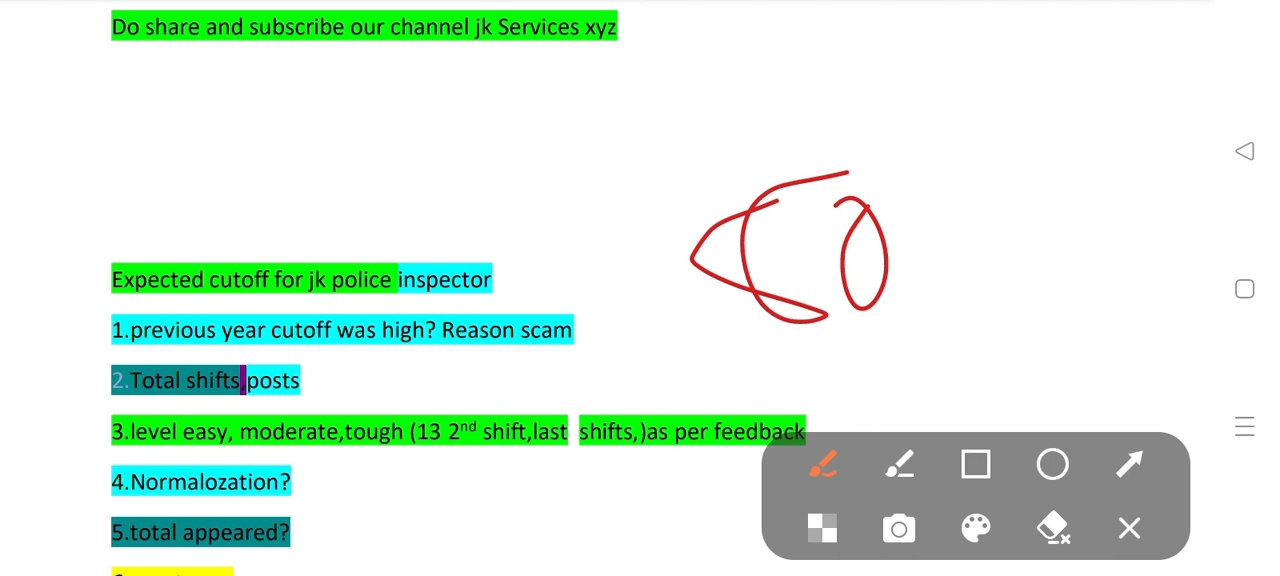 Do share and subscribe our channel jk Services xyz
Expected cutoff for jk police inspector
1.previous year cutoff was high? Reason scam
2.Total shifts,posts
3.level easy, moderate,tough (13 2nd shift,last shifts,)as per feedback
4.Normalozation?
5.total appeared?